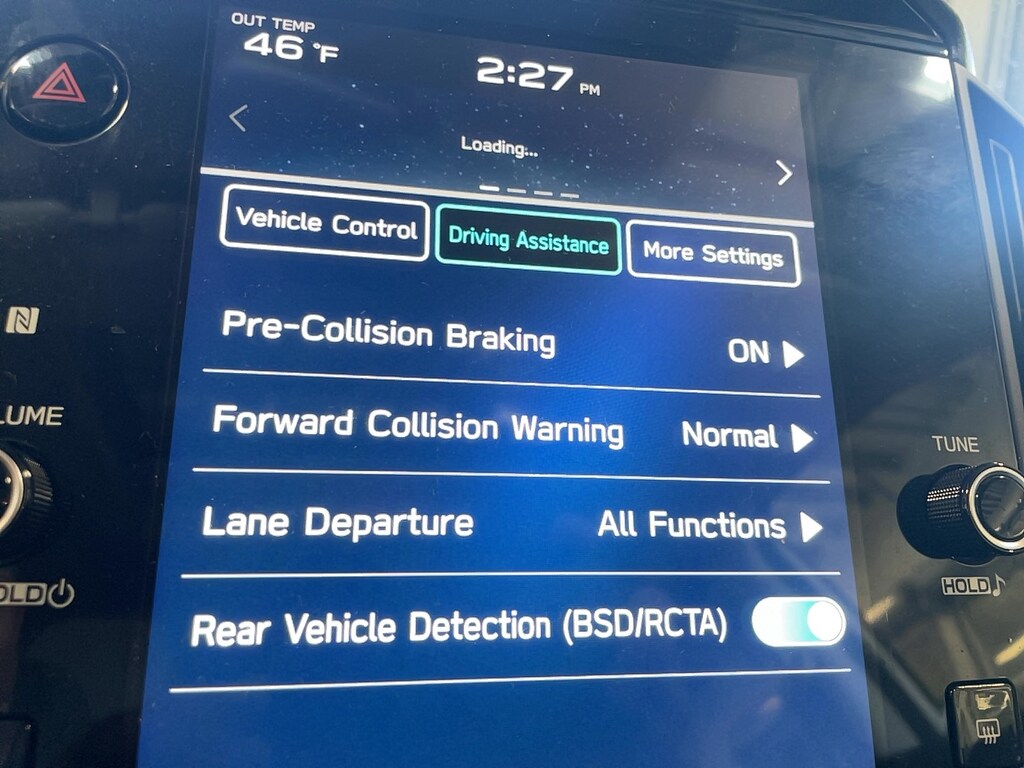 OUT TEMP
46 °F
2:27 PM
Loading...
Vehicle Control
Driving Assistance
More Settings
Pre-Collision Braking ON
Forward Collision Warning Normal
LUME
TUNE
Lane Departure All Functions
OLD
HOLD
Rear Vehicle Detection (BSD/RCTA)